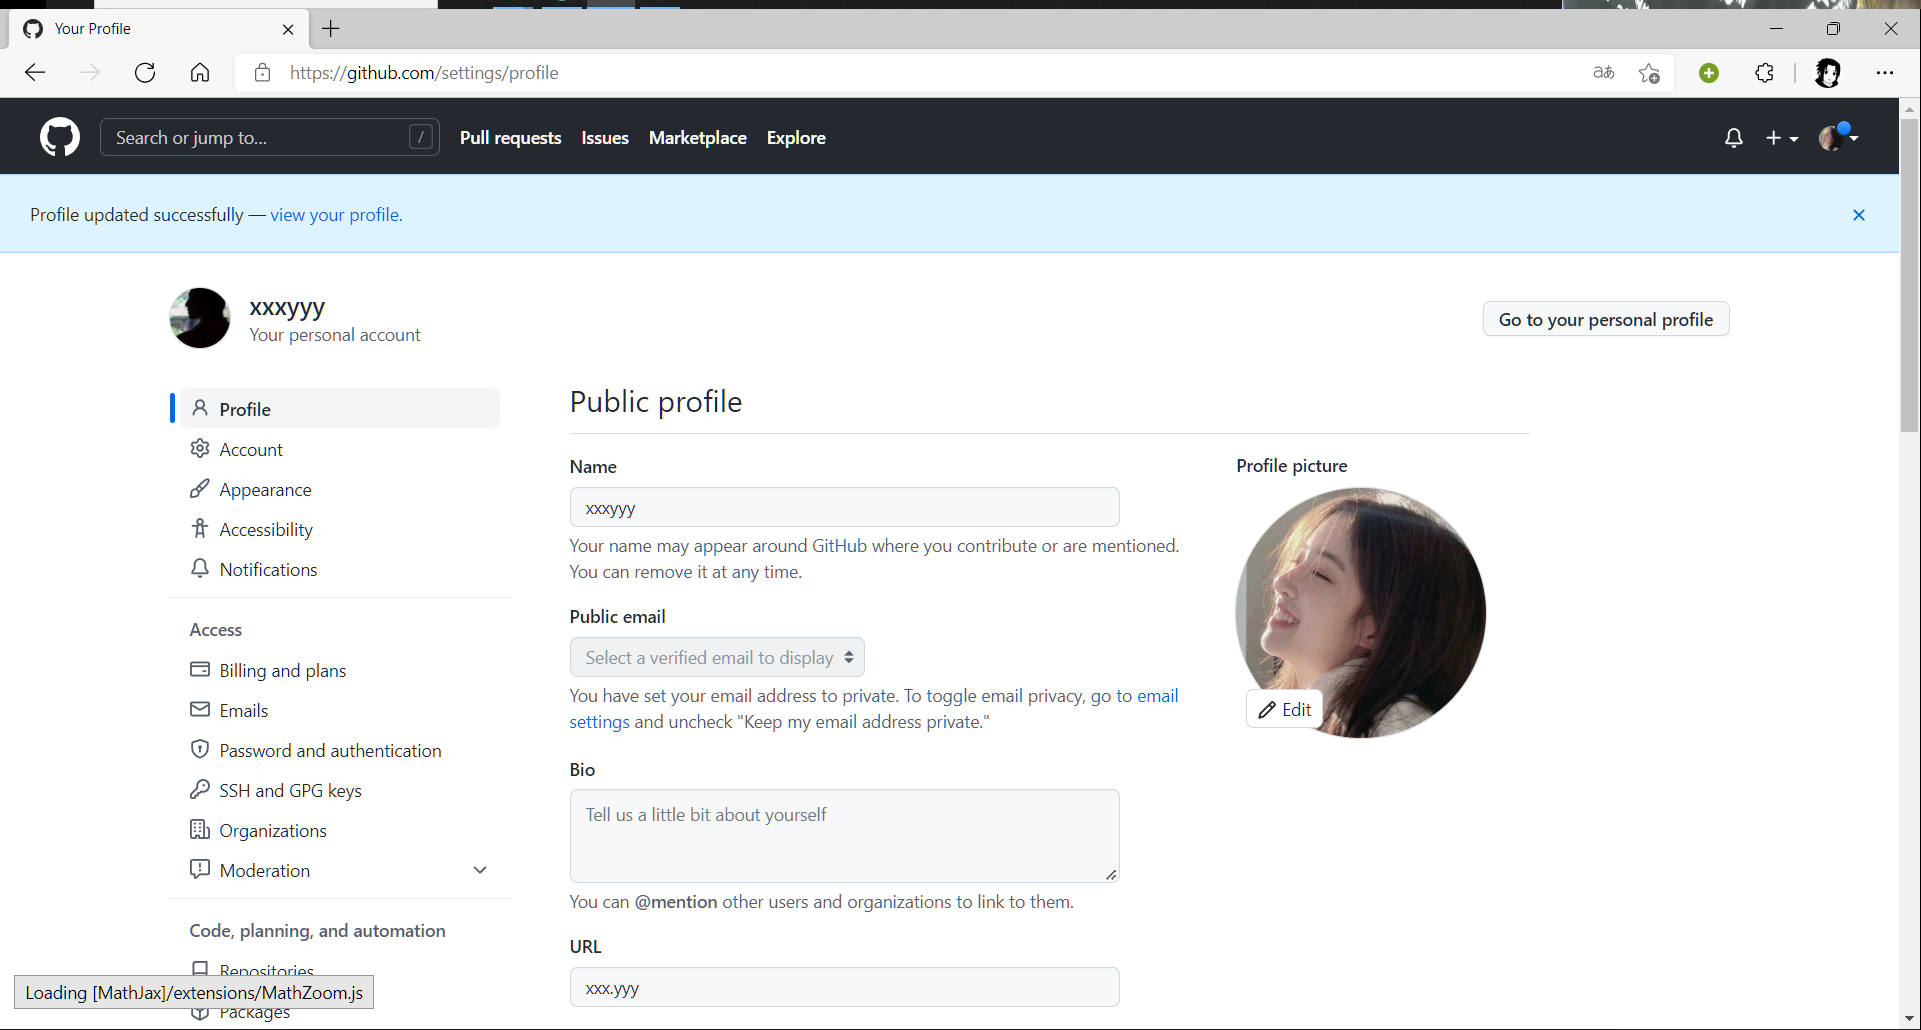 Your Profile
https://github.com/settings/profile
aあ
Search or jump to... /
Pull requests
Issues
Marketplace
Explore
Profile updated successfully — view your profile.
xxxyyy
Your personal account
Go to your personal profile
Profile
Account
Appearance
Accessibility
Notifications
Access
Billing and plans
Emails
Password and authentication
SSH and GPG keys
Organizations
Moderation
Code, planning, and automation
Repositories
Loading [MathJax]/extensions/MathZoom.js
Packages
Public profile
Name
xxxyyy
Your name may appear around GitHub where you contribute or are mentioned.
You can remove it at any time.
Public email
Select a verified email to display
You have set your email address to private. To toggle email privacy, go to email
settings and uncheck "Keep my email address private."
Bio
Tell us a little bit about yourself
You can @mention other users and organizations to link to them.
URL
xxx.yyy
Profile picture
Edit